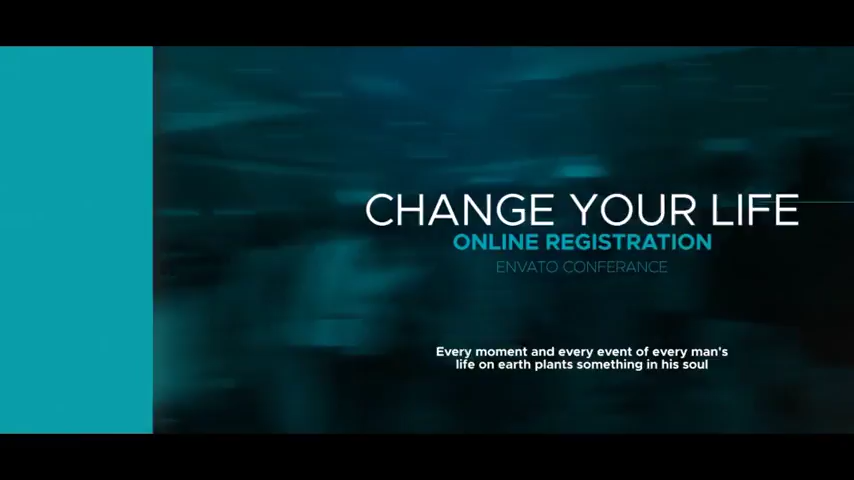 CHANGE YOUR LIFE
ONLINE REGISTRATION
ENVATO CONFERANCE
Every moment and every event of every man's
life on earth plants something in his soul